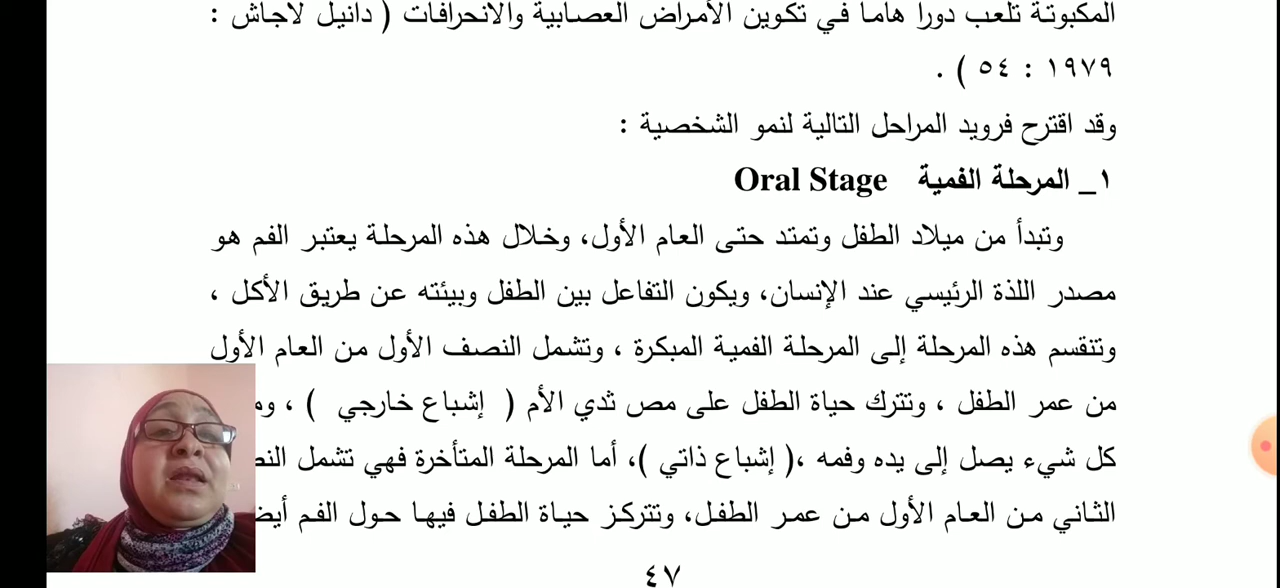 المكبوتة تلعب دورا هاما في تكوين الأمراض العصابية والانحرافات ( دانيل لاجاش :
١٩٧٩ : ٥٤ ) .
وقد اقترح فرويد المراحل التالية لنمو الشخصية :
١_ المرحلة الفمية Oral Stage
وتبدأ من ميلاد الطفل وتمتد حتى العام الأول، وخلال هذه المرحلة يعتبر الفم هو
مصدر اللذة الرئيسي عند الإنسان، ويكون التفاعل بين الطفل وبيئته عن طريق الأكل ،
وتنقسم هذه المرحلة إلى المرحلة الفمية المبكرة ، وتشمل النصف الأول من العام الأول
من عمر الطفل ، وتترك حياة الطفل على مص ثدي الأم ( إشباع خارجي ) ،
كل شيء يصل إلى يده وفمه ،( إشباع ذاتي )، أما المرحلة المتأخرة فهي تشمل
الثاني من العام الأول من عمر الطفل، وتتركز حياة الطفل فيها حول الفم
٤٧